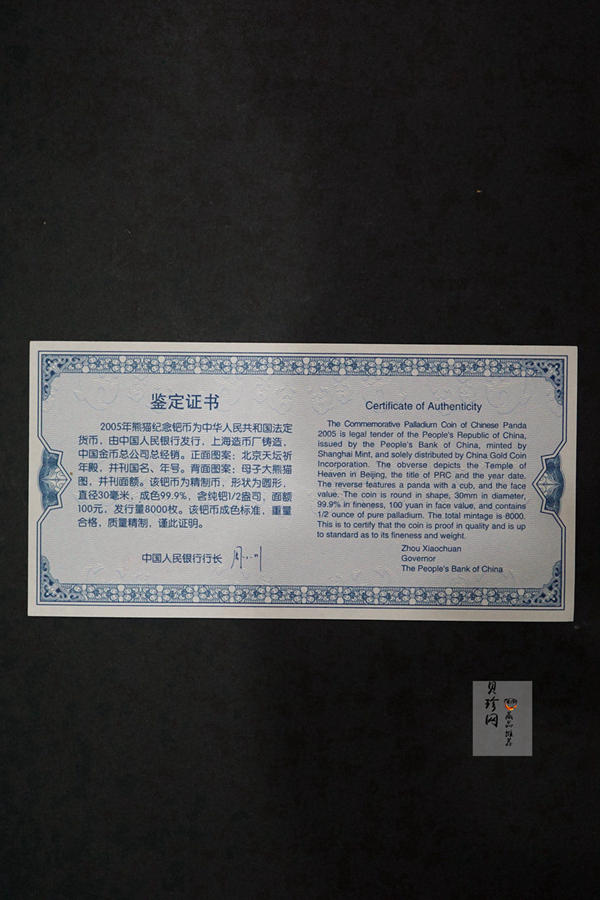 鉴定证书
2005年熊猫纪念钯币为中华人民共和国法定
货币，由中国人民银行发行，上海造币厂铸造，
中国金币总公司总经销。正面图案：北京天坛祈
年殿，并刊国名、年号。背面图案：母子大熊猫
图，并刊面额。该钯币为精制币，形状为圆形，
直径30毫米，成色99.9%，含纯钯1/2盎司，面额
100元，发行量8000枚。该钯币成色标准，重量
合格，质量精制，谨此证明。
中国人民银行行长
Certificate of Authenticity
The Commemorative Palladium Coin of Chinese Panda
2005 is legal tender of the People's Republic of China,
issued by the People's Bank of China, minted by
Shanghai Mint, and solely distributed by China Gold Coin
Incorporation. The obverse depicts the Temple of
Heaven in Beijing, the title of PRC and the year date.
The reverse features a panda with a cub, and the face
value. The coin is round in shape, 30mm in diameter,
99.9% in fineness, 100 yuan in face value, and contains
1/2 ounce of pure palladium. The total mintage is 8000.
This is to certify that the coin is proof in quality and is up
to standard as to its fineness and weight.
Zhou Xiaochuan
Governor
The People's Bank of China
贝珍网
藏品推荐